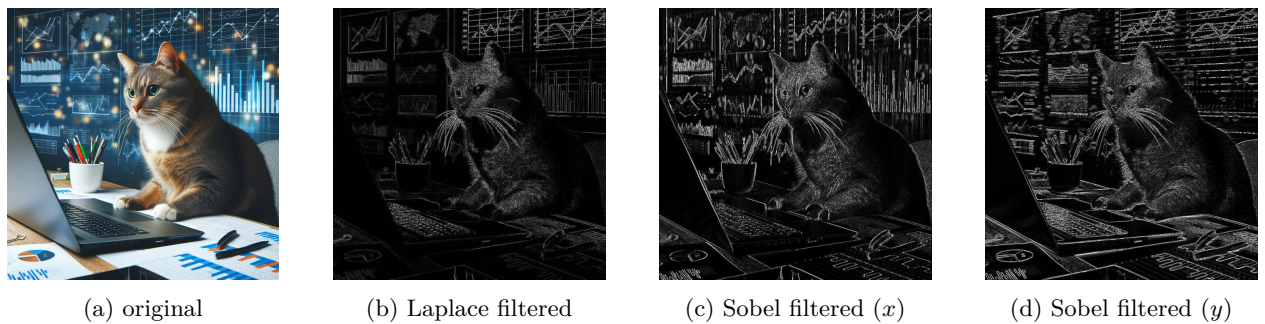 (a) original
(b) Laplace filtered
(c) Sobel filtered (x)
(d) Sobel filtered (y)